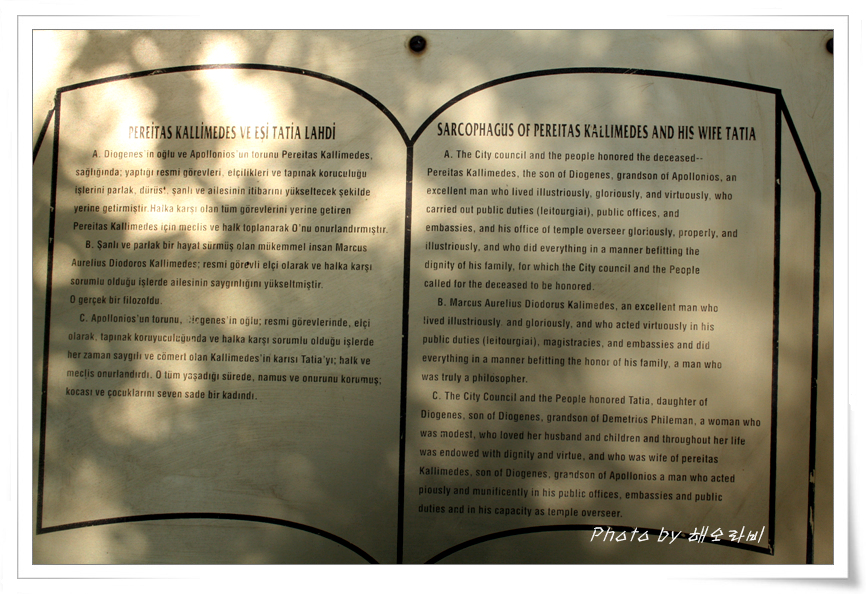 PEREİTAS KALLİMEDES VE EŞİ TATİA LAHDİ
A. Diogenes'in oğlu ve Apollonios'un torunu Pereitas Kallimedes,
sağlığında; yaptığı resmi görevleri, elçilikleri ve tapınak koruculuğu
işlerini parlak, dürüst, şanlı ve ailesinin itibarını yükseltecek şekilde
yerine getirmiştir.Halka karşı olan tüm görevlerini yerine getiren
Pereitas Kallimedes için meclis ve halk toplanarak O'nu onurlandırmıştır.
B. Şanlı ve parlak bir hayat sürmüş olan mükemmel insan Marcus
Aurelius Diodoros Kallimedes; resmi görevli elçi olarak ve halka karşı
sorumlu olduğu işlerde ailesinin saygınlığını yükseltmiştir.
O gerçek bir filozofdu.
C. Apollonios'un torunu, Diogenes'in oğlu; resmi görevlerinde, elçi
olarak, tapınak koruyuculuğunda ve halka karşı sorumlu olduğu işlerde
her zaman saygılı ve cömert olan Kallimedes'in karısı Tatia'yı; halk ve
meclis onurlandırdı. O tüm yaşadığı sürede, namus ve onurunu korumuş;
kocası ve çocuklarını seven sade bir kadındı.
SARCOPHAGUS OF PEREITAS KALLIMEDES AND HIS WIFE TATIA
A. The City council and the people honored the deceased--
Pereitas Kallimedes, the son of Diogenes, grandson of Apollonios, an
excellent man who lived illustriously, gloriously, and virtuously, who
carried out public duties (leitourgiai), public offices, and
embassies, and his office of temple overseer gloriously, properly, and
illustriously, and who did everything in a manner befitting the
dignity of his family, for which the City council and the People
called for the deceased to be honored.
B. Marcus Aurelius Diodorus Kalimedes, an excellent man who
lived illustriously, and gloriously, and who acted virtuously in his
public duties (leitourgiai), magistracies, and embassies and did
everything in a manner befitting the honor of his family, a man who
was truly a philosopher.
C. The City Council and the People honored Tatia, daughter of
Diogenes, son of Diogenes, grandson of Demetrios Phileman, a woman who
was modest, who loved her husband and children and throughout her life
was endowed with dignity and virtue, and who was wife of pereitas
Kallimedes, son of Diogenes, grandson of Apollonios a man who acted
piously and munificently in his public offices, embassies and public
duties and in his capacity as temple overseer.
Photo by 해오라비